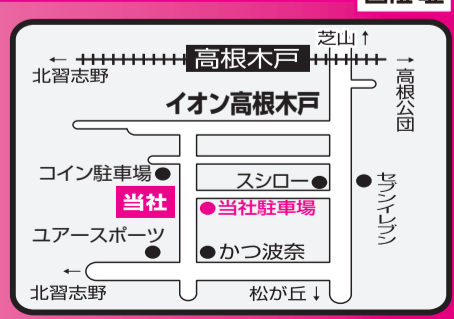 芝山↑
← 高根木戸 →
北習志野
高根公団
イオン高根木戸
コイン駐車場●
スシロー●
●セブンイレブン
当社
●当社駐車場
ユアースポーツ
●かつ波奈
←
北習志野
松が丘↓